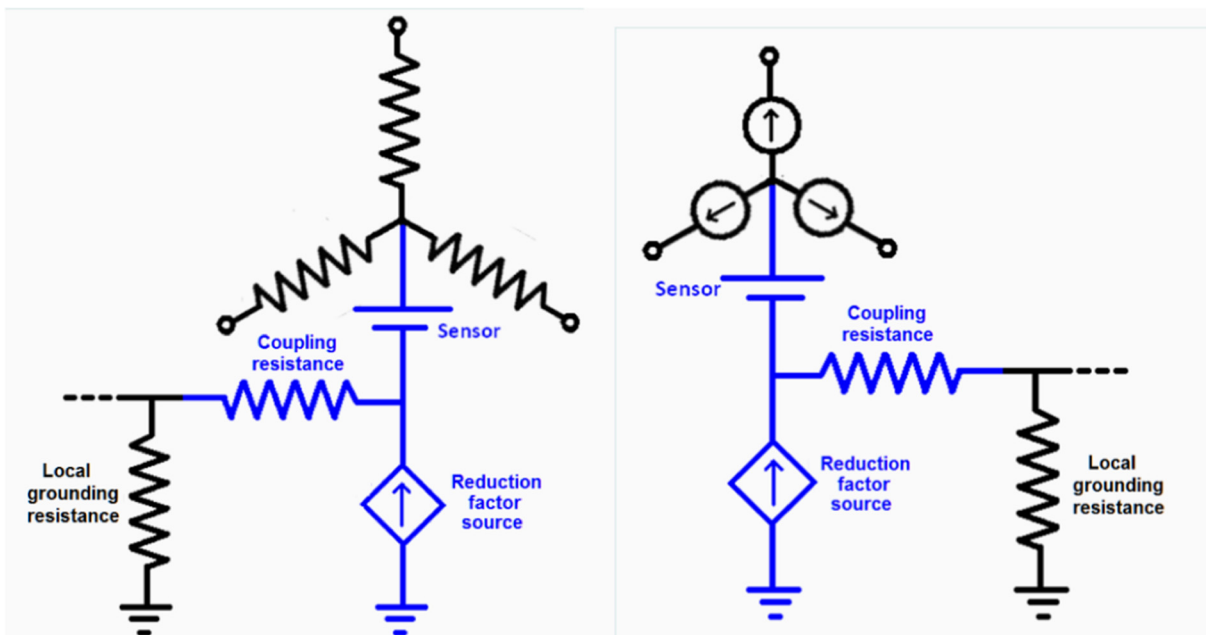 Sensor
Coupling
resistance
Local
grounding
resistance
Reduction
factor
source
Sensor
Coupling
resistance
Reduction
factor
source
Local
grounding
resistance